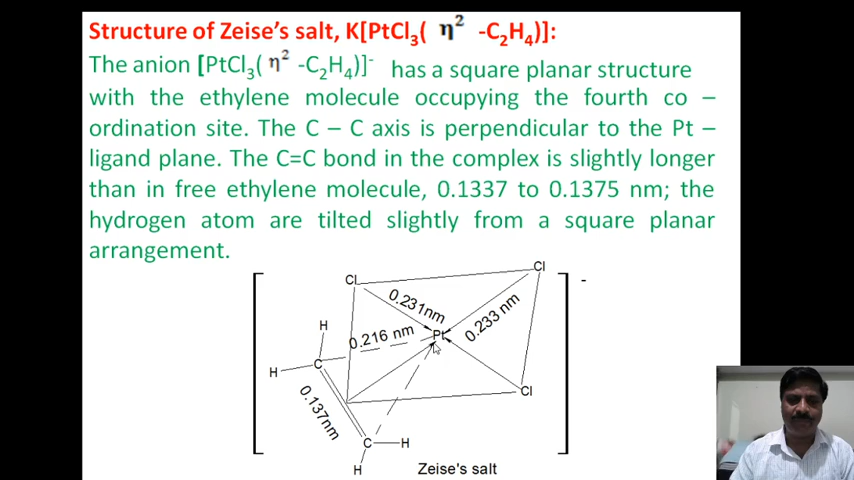 Structure of Zeise's salt, K[PtCl₃( η² -C₂H₄)]:
The anion [PtCl₃( η² -C₂H₄)]⁻ has a square planar structure
with the ethylene molecule occupying the fourth co –
ordination site. The C – C axis is perpendicular to the Pt –
ligand plane. The C=C bond in the complex is slightly longer
than in free ethylene molecule, 0.1337 to 0.1375 nm; the
hydrogen atom are tilted slightly from a square planar
arrangement.
Cl
Cl
-
0.231nm
0.233 nm
H
0.216 nm
Pt
H
C
Cl
0.137nm
C
H
H
Zeise's salt